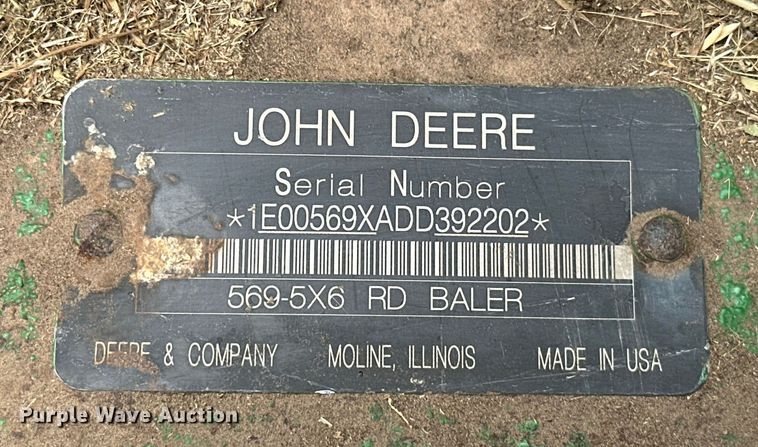 JOHN DEERE
Serial Number
*1E00569XADD392202*
569-5X6 RD BALER
DEERE & COMPANY MOLINE, ILLINOIS MADE IN USA
Purple Wave Auction